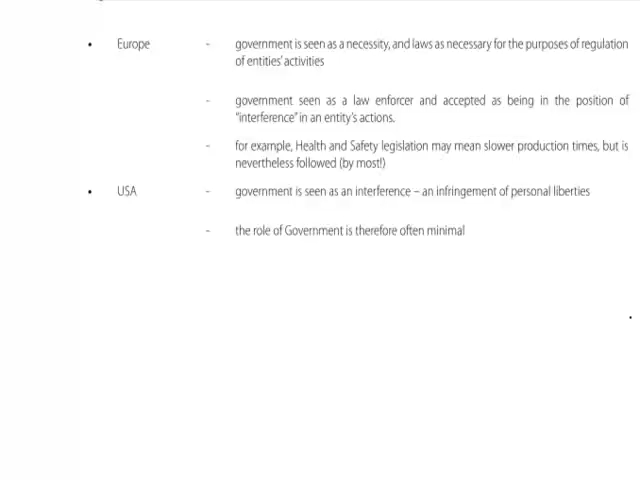 • Europe - government is seen as a necessity, and laws as necessary for the purposes of regulation
of entities' activities
- government seen as a law enforcer and accepted as being in the position of
"interference" in an entity's actions.
- for example, Health and Safety legislation may mean slower production times, but is
nevertheless followed (by most!)
• USA - government is seen as an interference – an infringement of personal liberties
- the role of Government is therefore often minimal